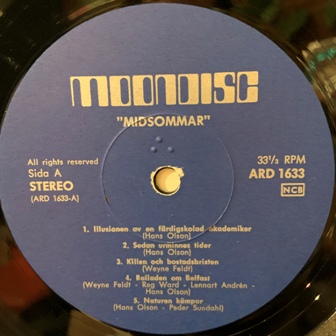 MOONDISC
"MIDSOMMAR"
All rights reserved
Sida A
STEREO
(ARD 1633-A)
33⅓ RPM
ARD 1633
NCB
1. Illusionen av en färdigskolad akademiker
(Hans Olson)
2. Sedan urminnes tider
(Hans Olson)
3. Killen och bostadsbristen
(Weyne Feldt)
4. Balladen om Belfast
(Weyne Feldt - Reg Ward - Lennart Andrén -
Hans Olson)
5. Naturen kämpar
(Hans Olson - Peder Sundahl)